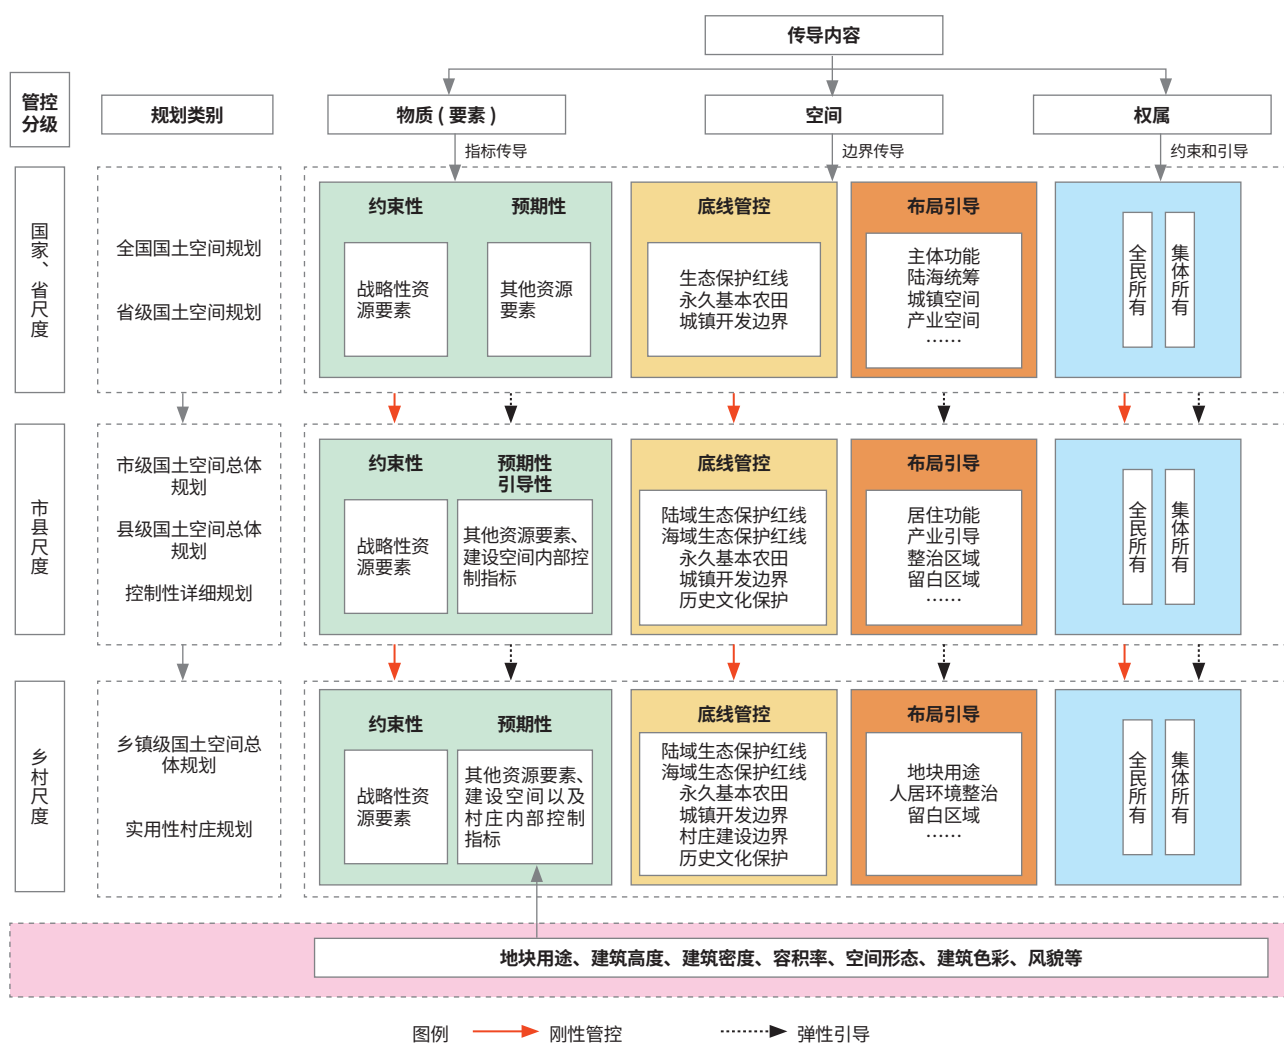 传导内容
管控
分级
规划类别
物质(要素)
空间
权属
指标传导
边界传导
约束和引导
国家、省尺度
全国国土空间规划
省级国土空间规划
约束性
预期性
战略性资
源要素
其他资源
要素
底线管控
生态保护红线
永久基本农田
城镇开发边界
布局引导
主体功能
陆海统筹
城镇空间
产业空间
……
全民所有
集体所有
市县尺度
市级国土空间总体
规划
县级国土空间总体
规划
控制性详细规划
约束性
预期性
引导性
战略性资
源要素
其他资源要素、
建设空间内部控
制指标
底线管控
陆域生态保护红线
海域生态保护红线
永久基本农田
城镇开发边界
历史文化保护
布局引导
居住功能
产业引导
整治区域
留白区域
……
全民所有
集体所有
乡村尺度
乡镇级国土空间总
体规划
实用性村庄规划
约束性
预期性
战略性资
源要素
其他资源要素、
建设空间以及
村庄内部控制
指标
底线管控
陆域生态保护红线
海域生态保护红线
永久基本农田
城镇开发边界
村庄建设边界
历史文化保护
布局引导
地块用途
人居环境整治
留白区域
……
全民所有
集体所有
地块用途、建筑高度、建筑密度、容积率、空间形态、建筑色彩、风貌等
图例
刚性管控
弹性引导